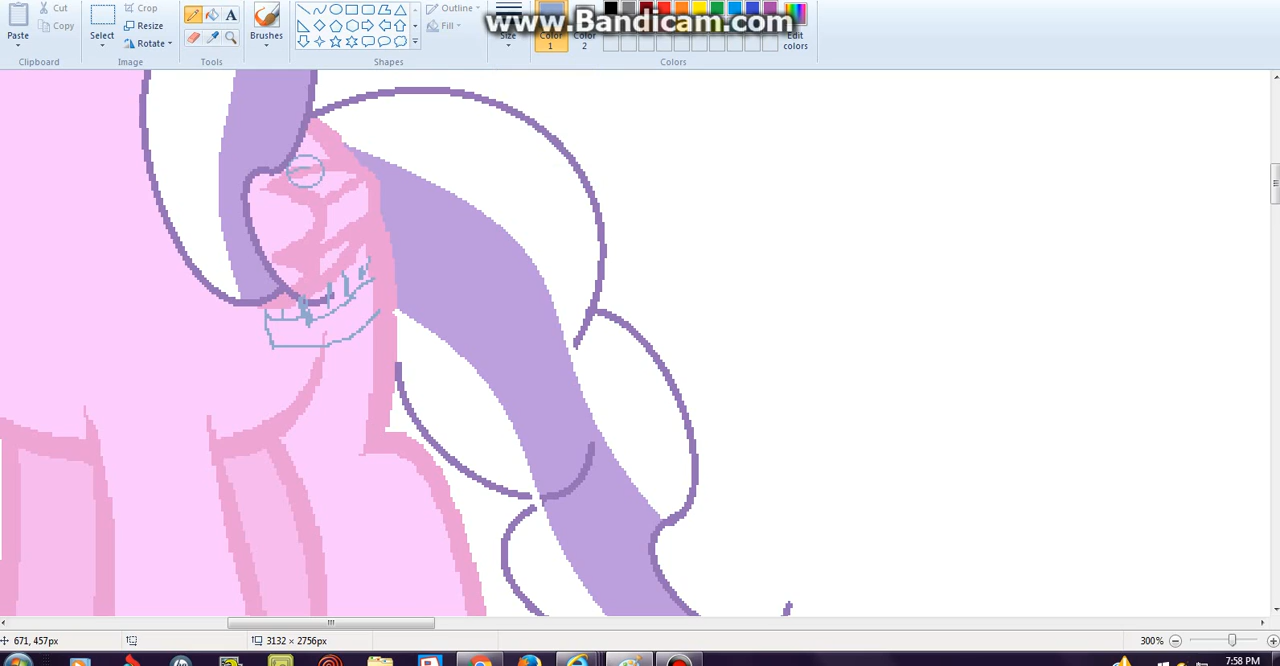 www.Bandicam.com
Paste
Cut
Copy
Clipboard
Select
Crop
Resize
Rotate
Image
Tools
Brushes
Shapes
Outline
Fill
Size
Color 1
Color 2
Edit colors
Colors
671, 457px
3132 × 2756px
300%
7:58 PM